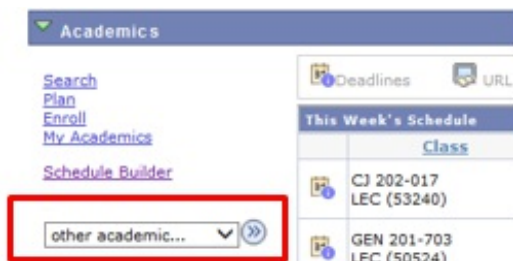 Academics
Search
Plan
Enroll
My Academics
Schedule Builder
other academic...
Deadlines URL
This Week's Schedule
Class
CJ 202-017
LEC (53240)
GEN 201-703
LEC (50524)